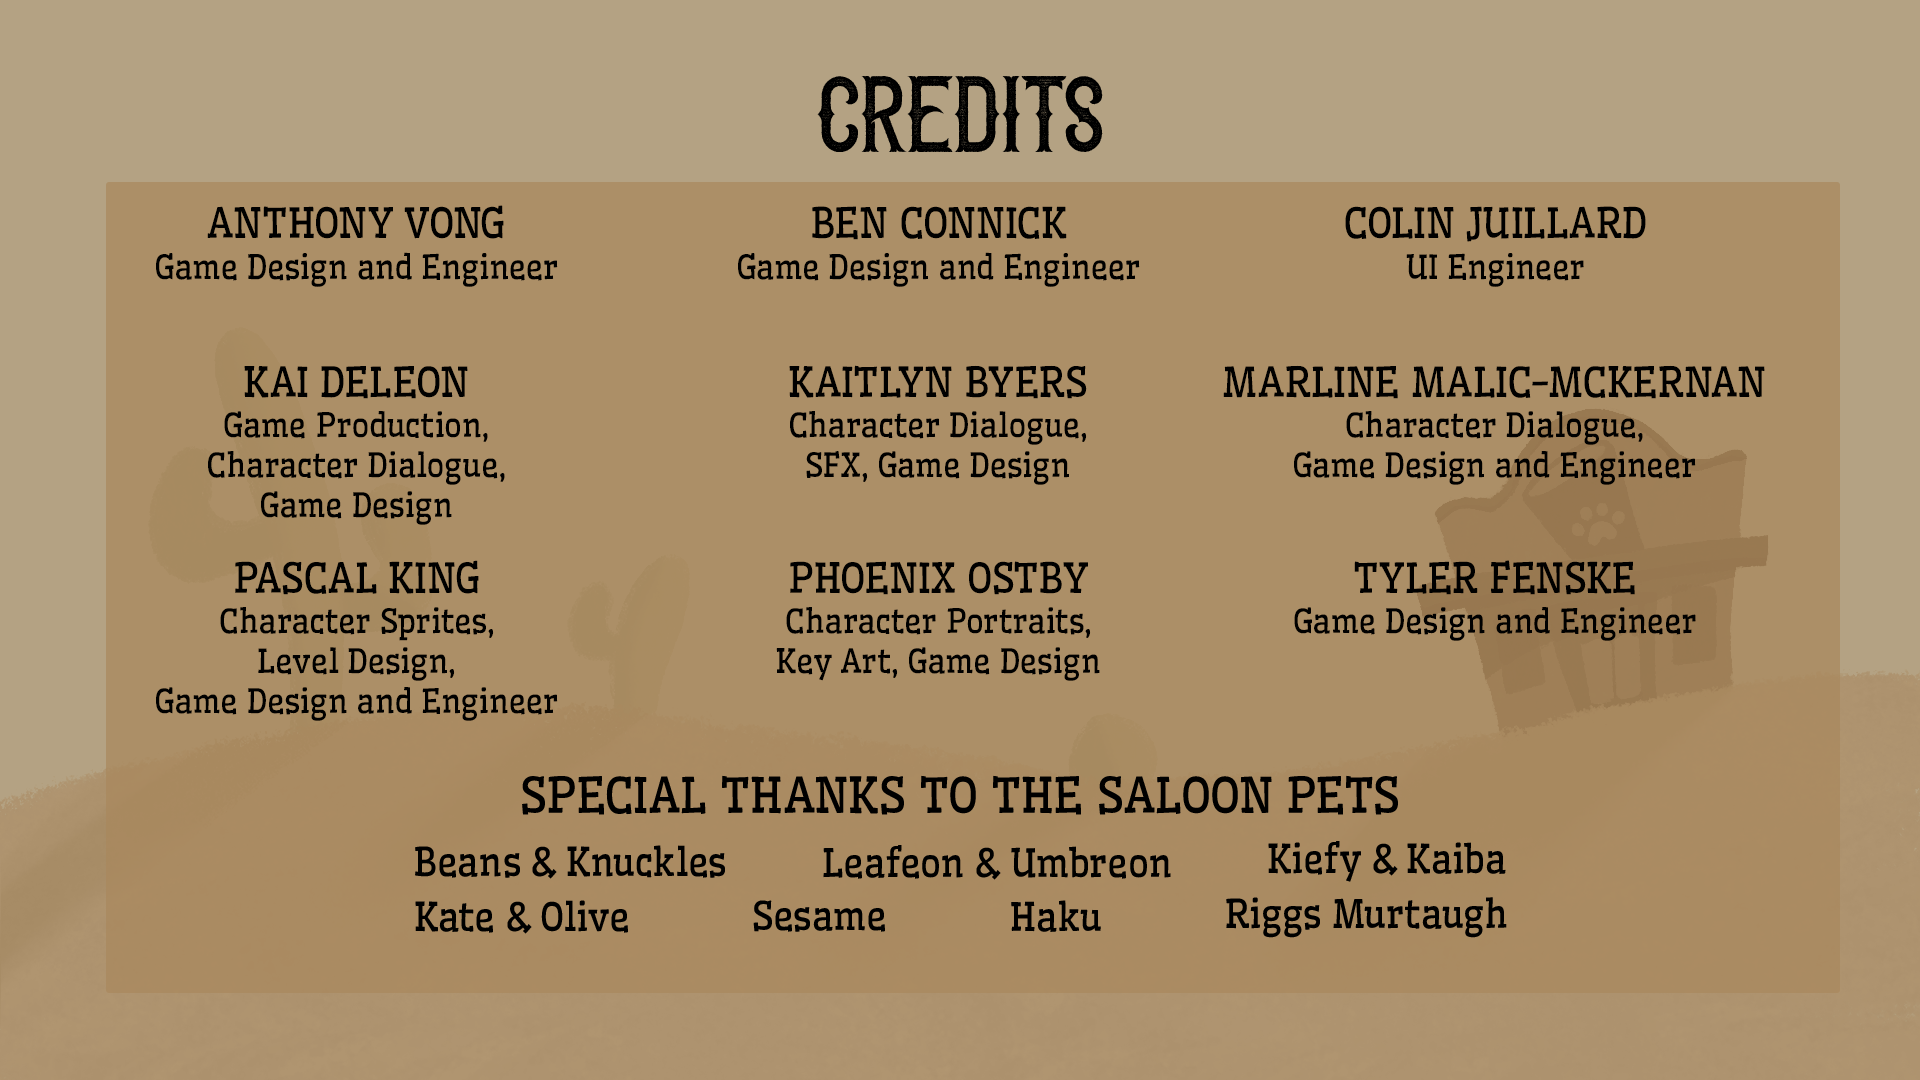 CREDITS
ANTHONY VONG
Game Design and Engineer
BEN CONNICK
Game Design and Engineer
COLIN JUILLARD
UI Engineer
KAI DELEON
Game Production,
Character Dialogue,
Game Design
KAITLYN BYERS
Character Dialogue,
SFX, Game Design
MARLINE MALIC-MCKERNAN
Character Dialogue,
Game Design and Engineer
PASCAL KING
Character Sprites,
Level Design,
Game Design and Engineer
PHOENIX OSTBY
Character Portraits,
Key Art, Game Design
TYLER FENSKE
Game Design and Engineer
SPECIAL THANKS TO THE SALOON PETS
Beans & Knuckles
Leafeon & Umbreon
Kiefy & Kaiba
Kate & Olive
Sesame
Haku
Riggs Murtaugh